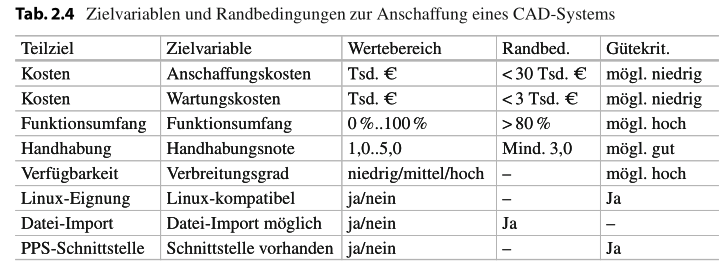 Tab. 2.4 Zielvariablen und Randbedingungen zur Anschaffung eines CAD-Systems
Teilziel Zielvariable Wertebereich Randbed. Gütekrit.
Kosten Anschaffungskosten Tsd. € < 30 Tsd. € mögl. niedrig
Kosten Wartungskosten Tsd. € < 3 Tsd. € mögl. niedrig
Funktionsumfang Funktionsumfang 0 %..100 % > 80 % mögl. hoch
Handhabung Handhabungsnote 1,0..5,0 Mind. 3,0 mögl. gut
Verfügbarkeit Verbreitungsgrad niedrig/mittel/hoch – mögl. hoch
Linux-Eignung Linux-kompatibel ja/nein – Ja
Datei-Import Datei-Import möglich ja/nein Ja –
PPS-Schnittstelle Schnittstelle vorhanden ja/nein – Ja